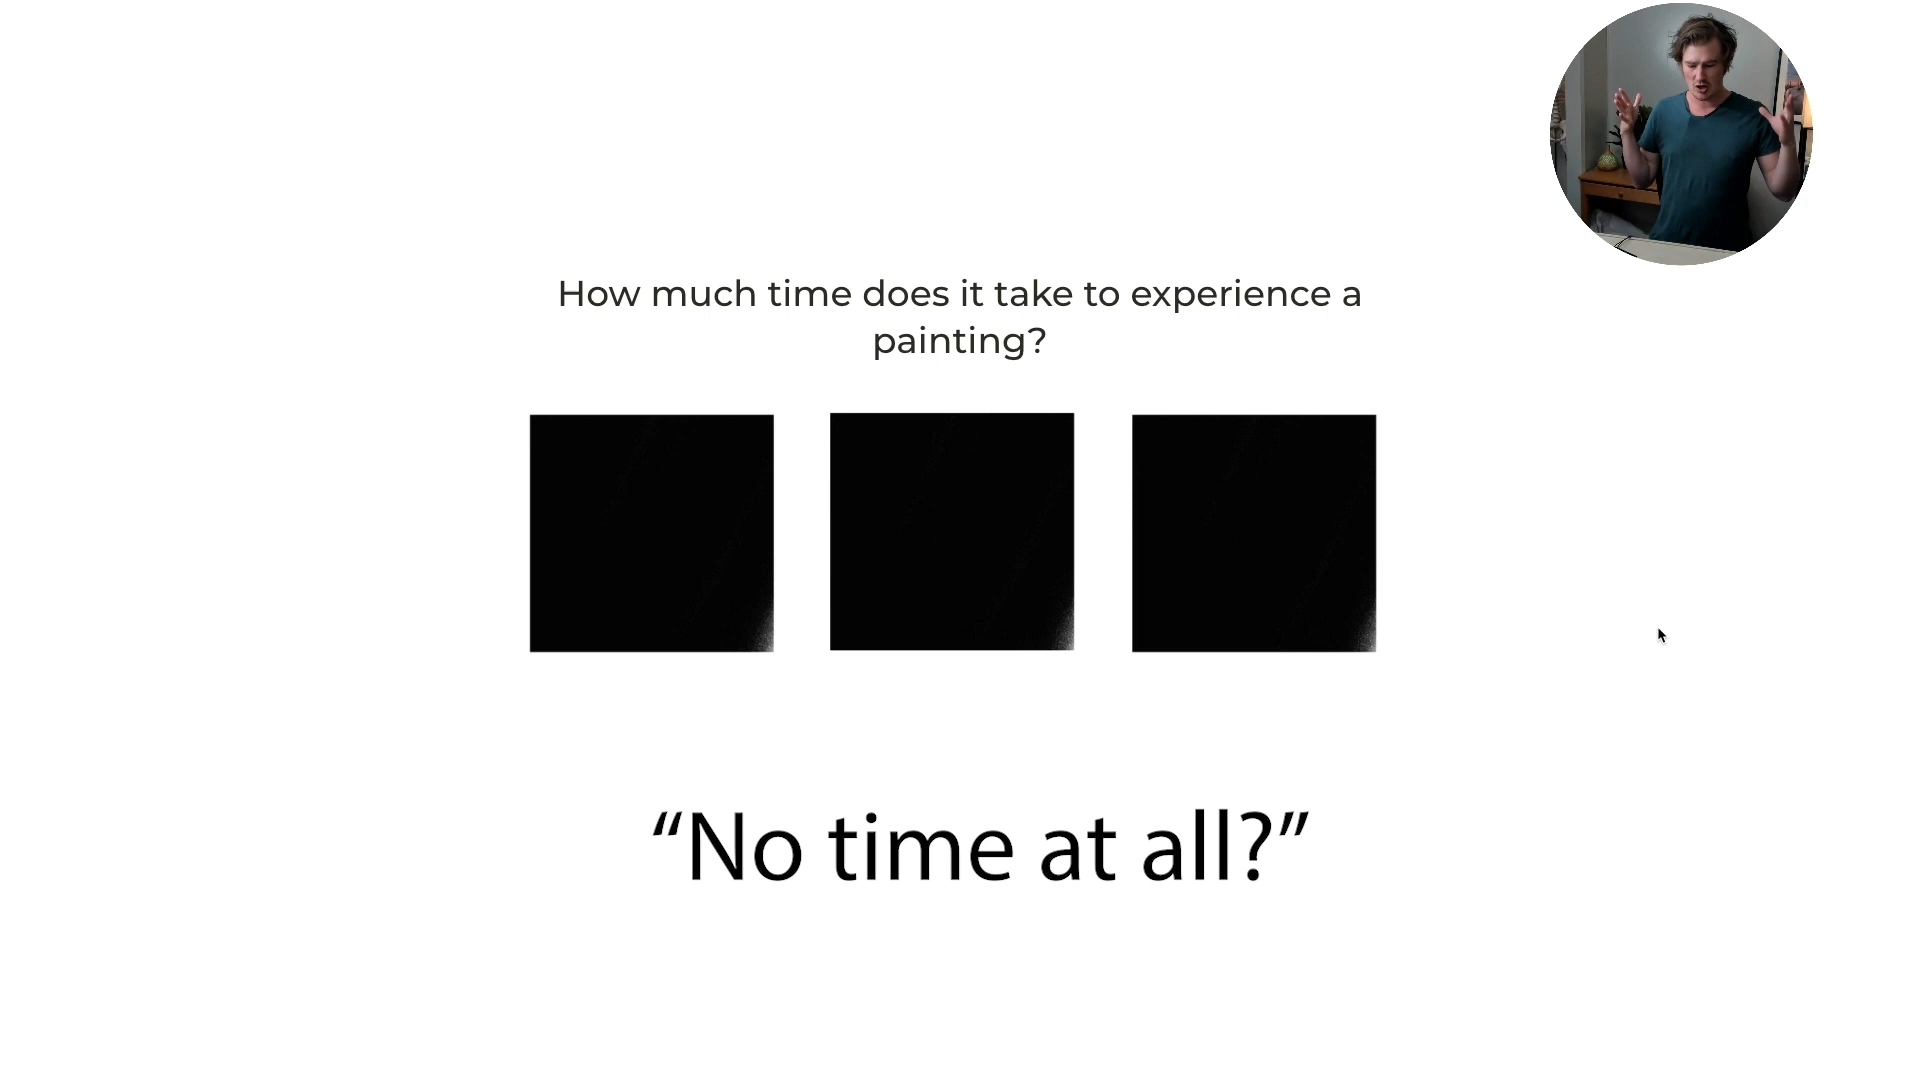 How much time does it take to experience a
painting?
“No time at all?”